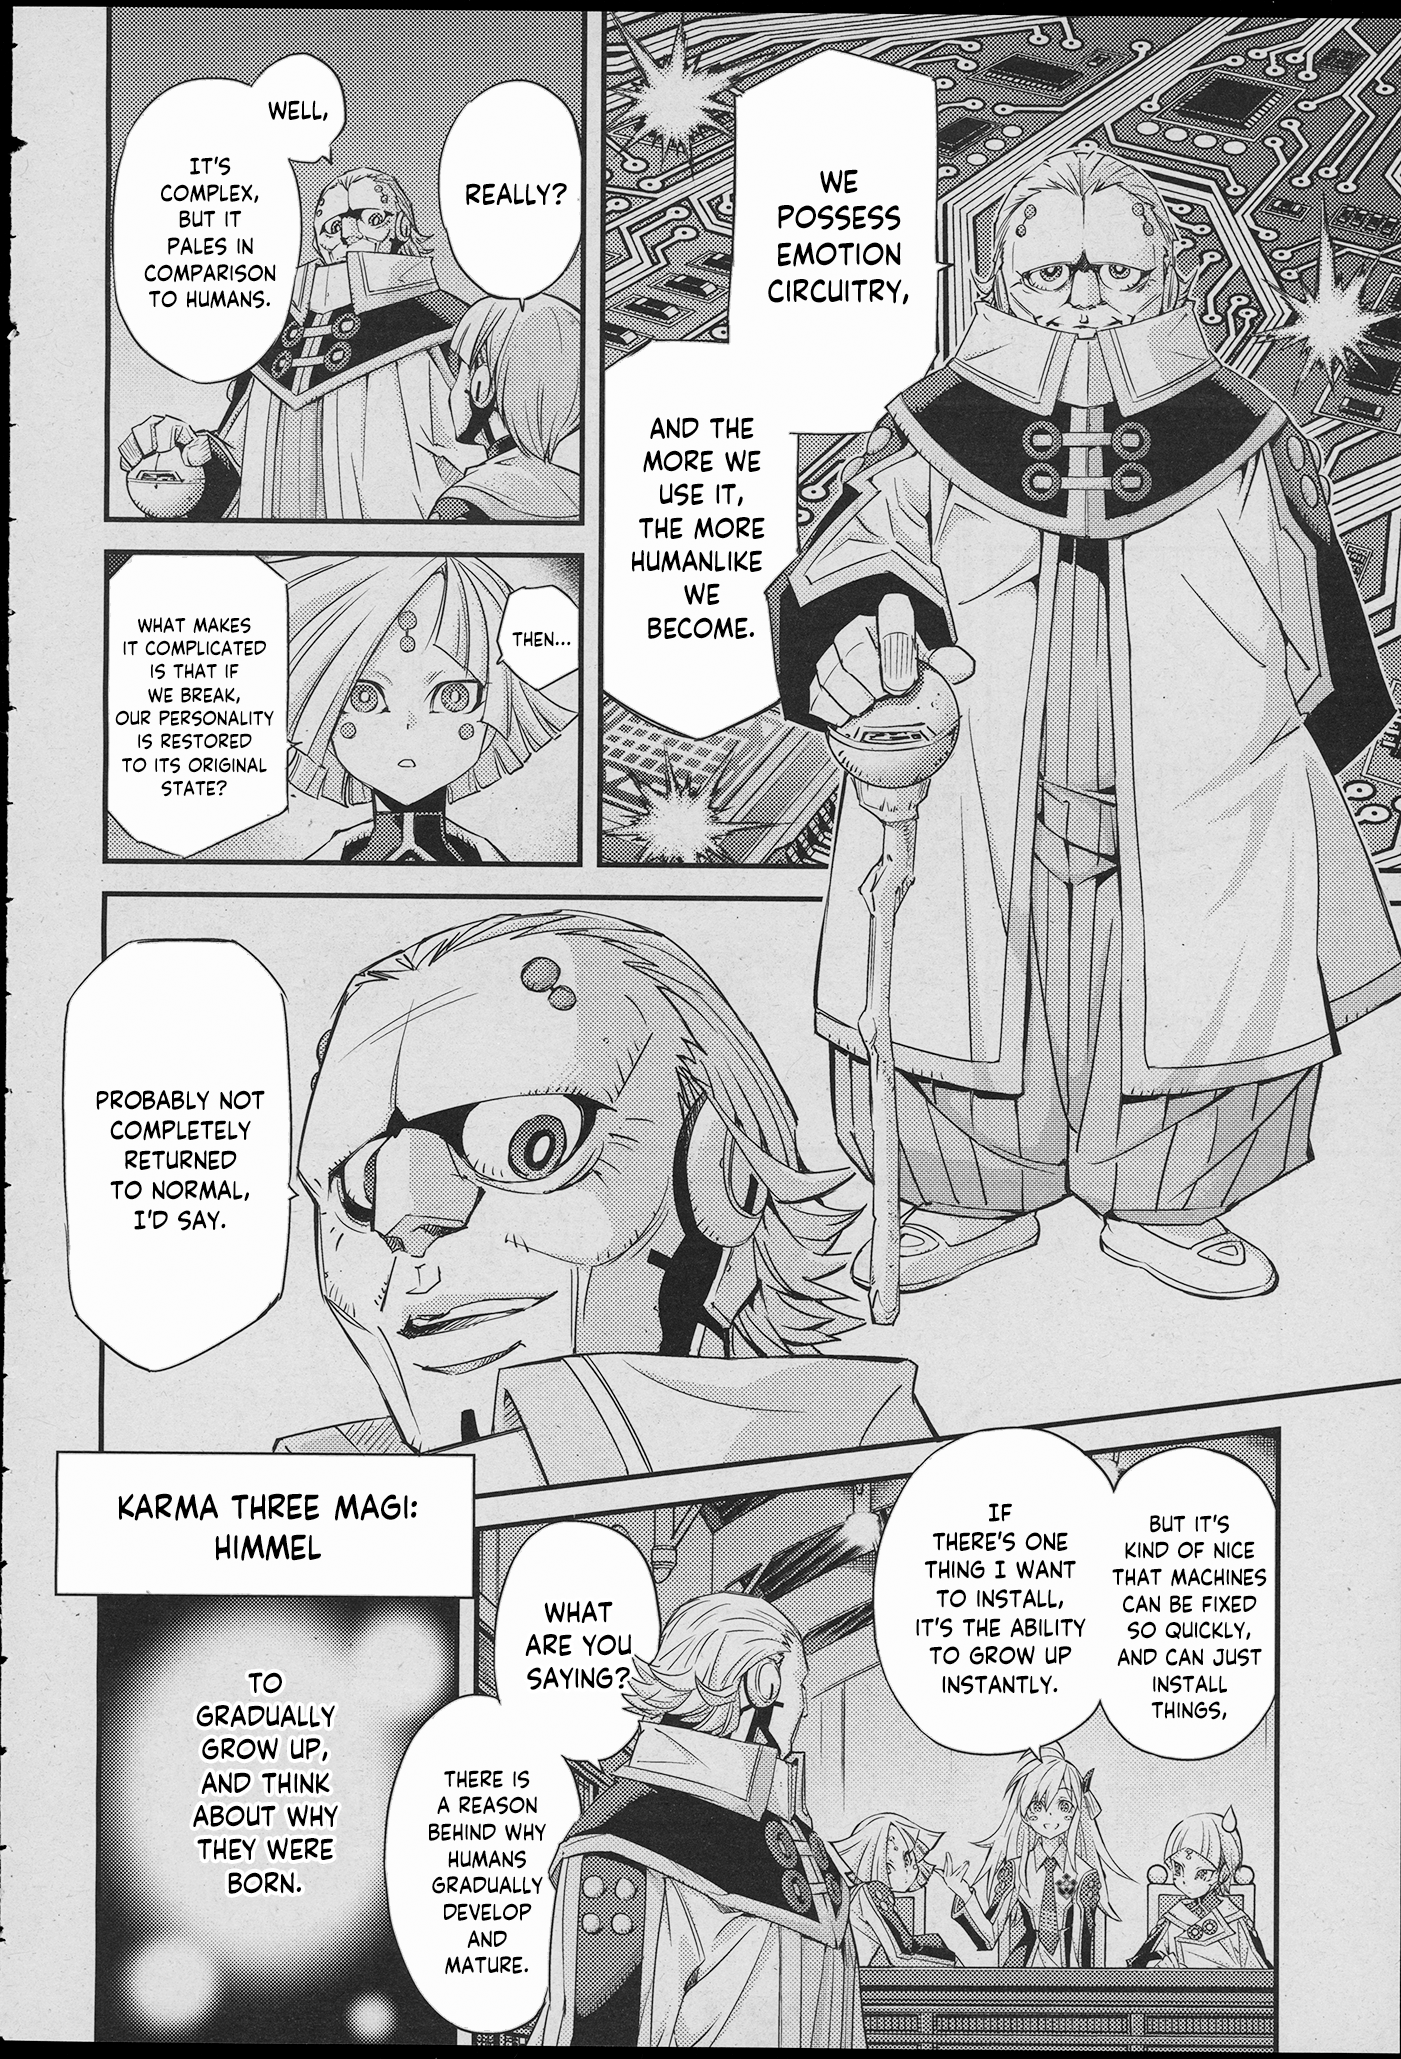 WE
POSSESS
EMOTION
CIRCUITRY,
AND THE
MORE WE
USE IT,
THE MORE
HUMANLIKE
WE
BECOME.
REALLY?
WELL,
IT'S
COMPLEX,
BUT IT
PALES IN
COMPARISON
TO HUMANS.
THEN...
WHAT MAKES
IT COMPLICATED
IS THAT IF
WE BREAK,
OUR PERSONALITY
IS RESTORED
TO ITS ORIGINAL
STATE?
PROBABLY NOT
COMPLETELY
RETURNED
TO NORMAL,
I'D SAY.
KARMA THREE MAGI:
HIMMEL
BUT IT'S
KIND OF NICE
THAT MACHINES
CAN BE FIXED
SO QUICKLY,
AND CAN JUST
INSTALL
THINGS,
IF
THERE'S ONE
THING I WANT
TO INSTALL,
IT'S THE ABILITY
TO GROW UP
INSTANTLY.
WHAT
ARE YOU
SAYING?
THERE IS
A REASON
BEHIND WHY
HUMANS
GRADUALLY
DEVELOP
AND
MATURE.
TO
GRADUALLY
GROW UP,
AND THINK
ABOUT WHY
THEY WERE
BORN.